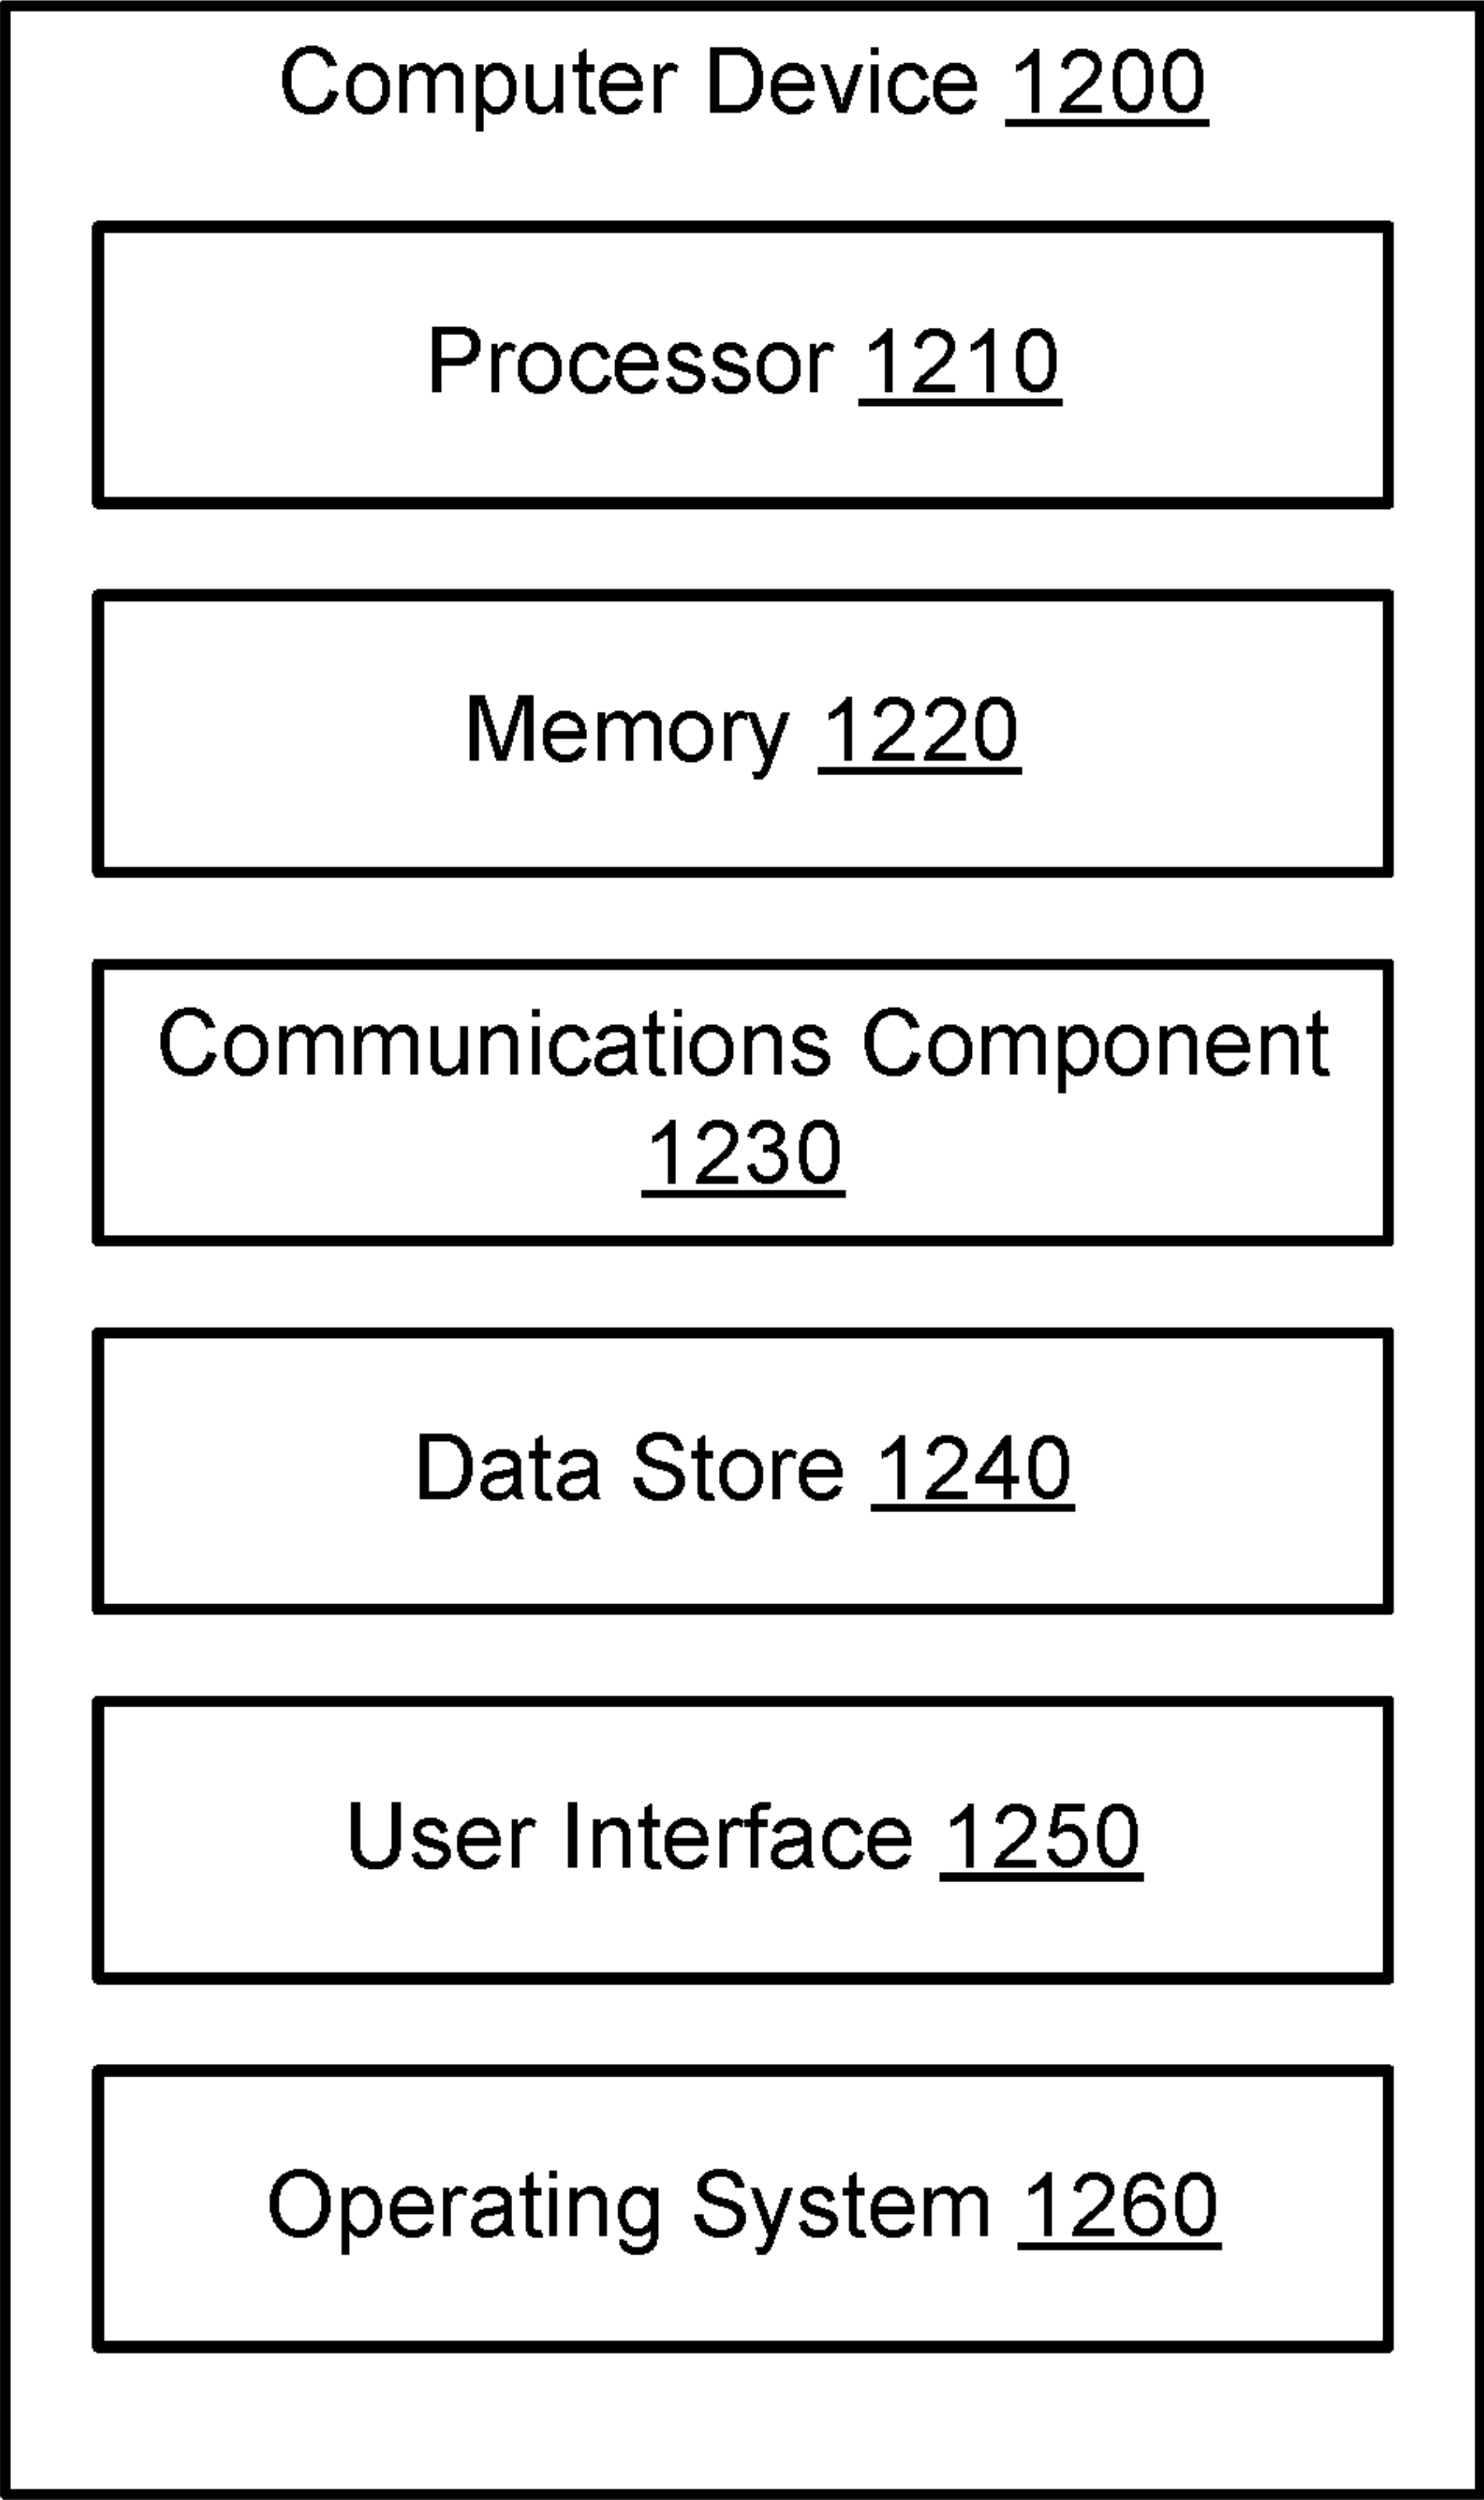 Computer Device 1200
Processor 1210
Memory 1220
Communications Component
1230
Data Store 1240
User Interface 1250
Operating System 1260